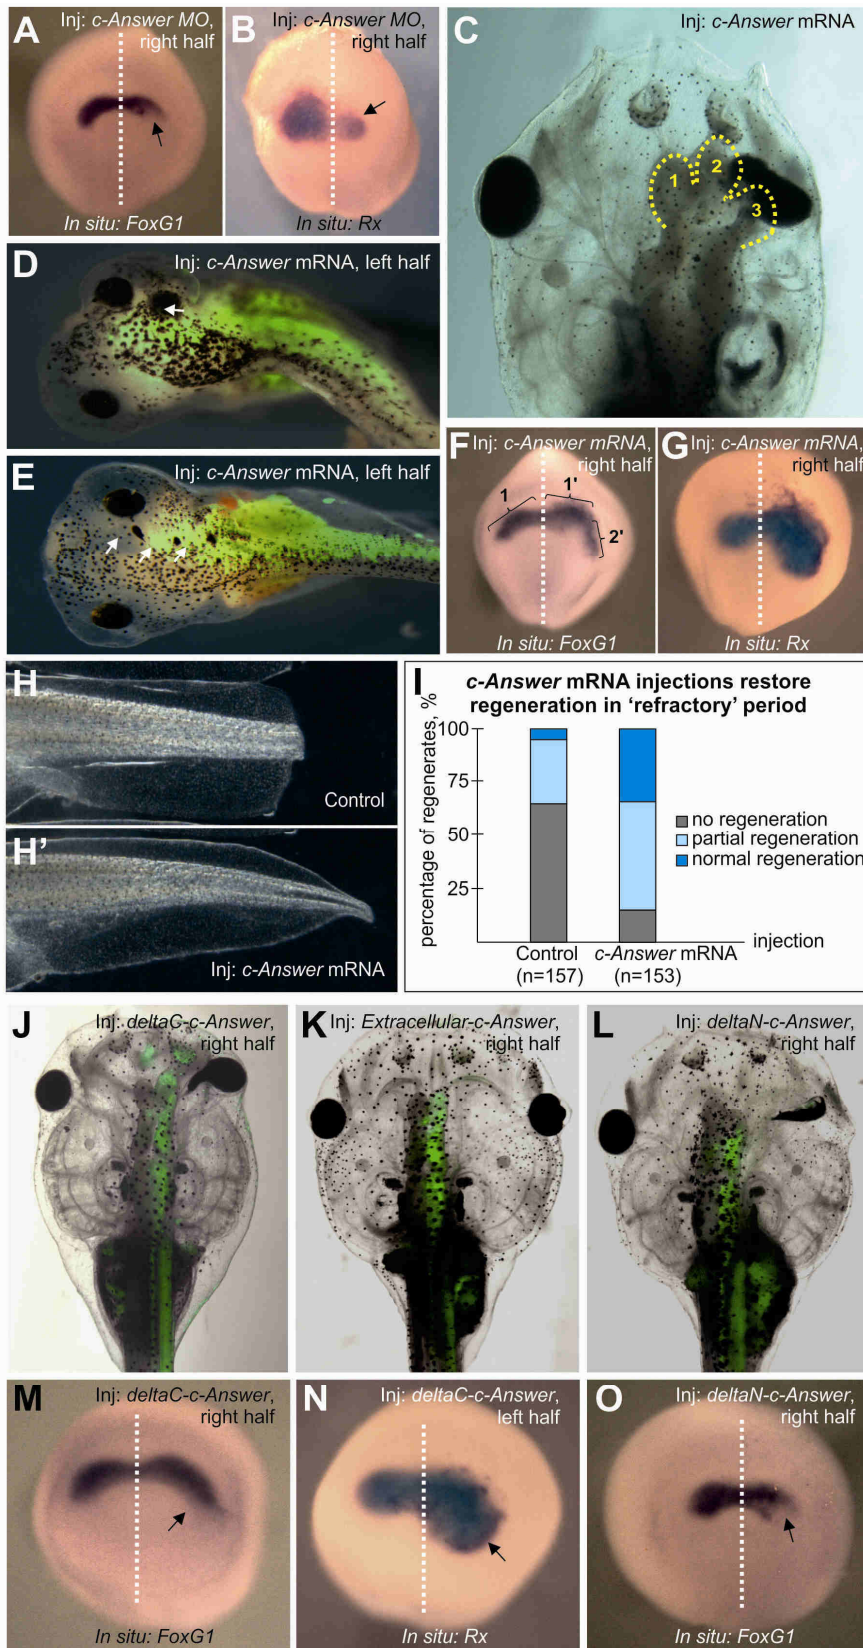 A
Inj: c-Answer MO,
right half
In situ: FoxG1
B
Inj: c-Answer MO,
right half
In situ: Rx
C
Inj: c-Answer mRNA
1
2
3
D
Inj: c-Answer mRNA, left half
E
Inj: c-Answer mRNA, left half
F
Inj: c-Answer mRNA,
right half
1
1'
2'
In situ: FoxG1
G
Inj: c-Answer mRNA,
right half
In situ: Rx
H
Control
H'
Inj: c-Answer mRNA
I
c-Answer mRNA injections restore
regeneration in ‘refractory’ period
percentage of regenerates, %
100
75
50
25
no regeneration
partial regeneration
normal regeneration
injection
Control
(n=157)
c-Answer mRNA
(n=153)
J
Inj: deltaC-c-Answer,
right half
K
Inj: Extracellular-c-Answer,
right half
L
Inj: deltaN-c-Answer,
right half
M
Inj: deltaC-c-Answer,
right half
In situ: FoxG1
N
Inj: deltaC-c-Answer,
left half
In situ: Rx
O
Inj: deltaN-c-Answer,
right half
In situ: FoxG1